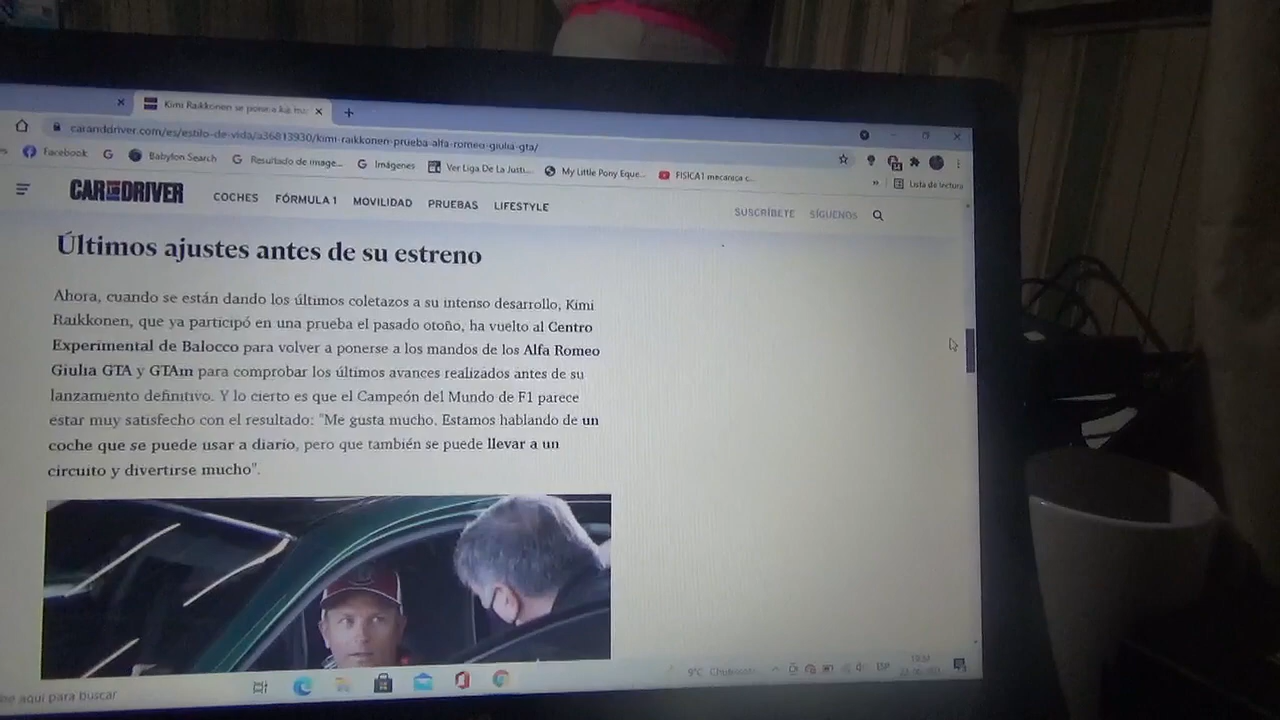 Kimi Raikkonen se pone a los ma
caranddriver.com/es/estilo-de-vida/a36813930/kimi-raikkonen-prueba-alfa-romeo-giulia-gta/
Facebook
Babylon Search
Resultado de image...
Imágenes
Ver Liga De La Justi...
My Little Pony Eque...
FISICA1 mecanica c...
Lista de lectura
CAR AND DRIVER
COCHES
FÓRMULA 1
MOVILIDAD
PRUEBAS
LIFESTYLE
SUSCRÍBETE
SÍGUENOS
Últimos ajustes antes de su estreno
Ahora, cuando se están dando los últimos coletazos a su intenso desarrollo, Kimi
Raikkonen, que ya participó en una prueba el pasado otoño, ha vuelto al Centro
Experimental de Balocco para volver a ponerse a los mandos de los Alfa Romeo
Giulia GTA y GTAm para comprobar los últimos avances realizados antes de su
lanzamiento definitivo. Y lo cierto es que el Campeón del Mundo de F1 parece
estar muy satisfecho con el resultado: "Me gusta mucho. Estamos hablando de un
coche que se puede usar a diario, pero que también se puede llevar a un
circuito y divertirse mucho".
aquí para buscar
9°C
ESP